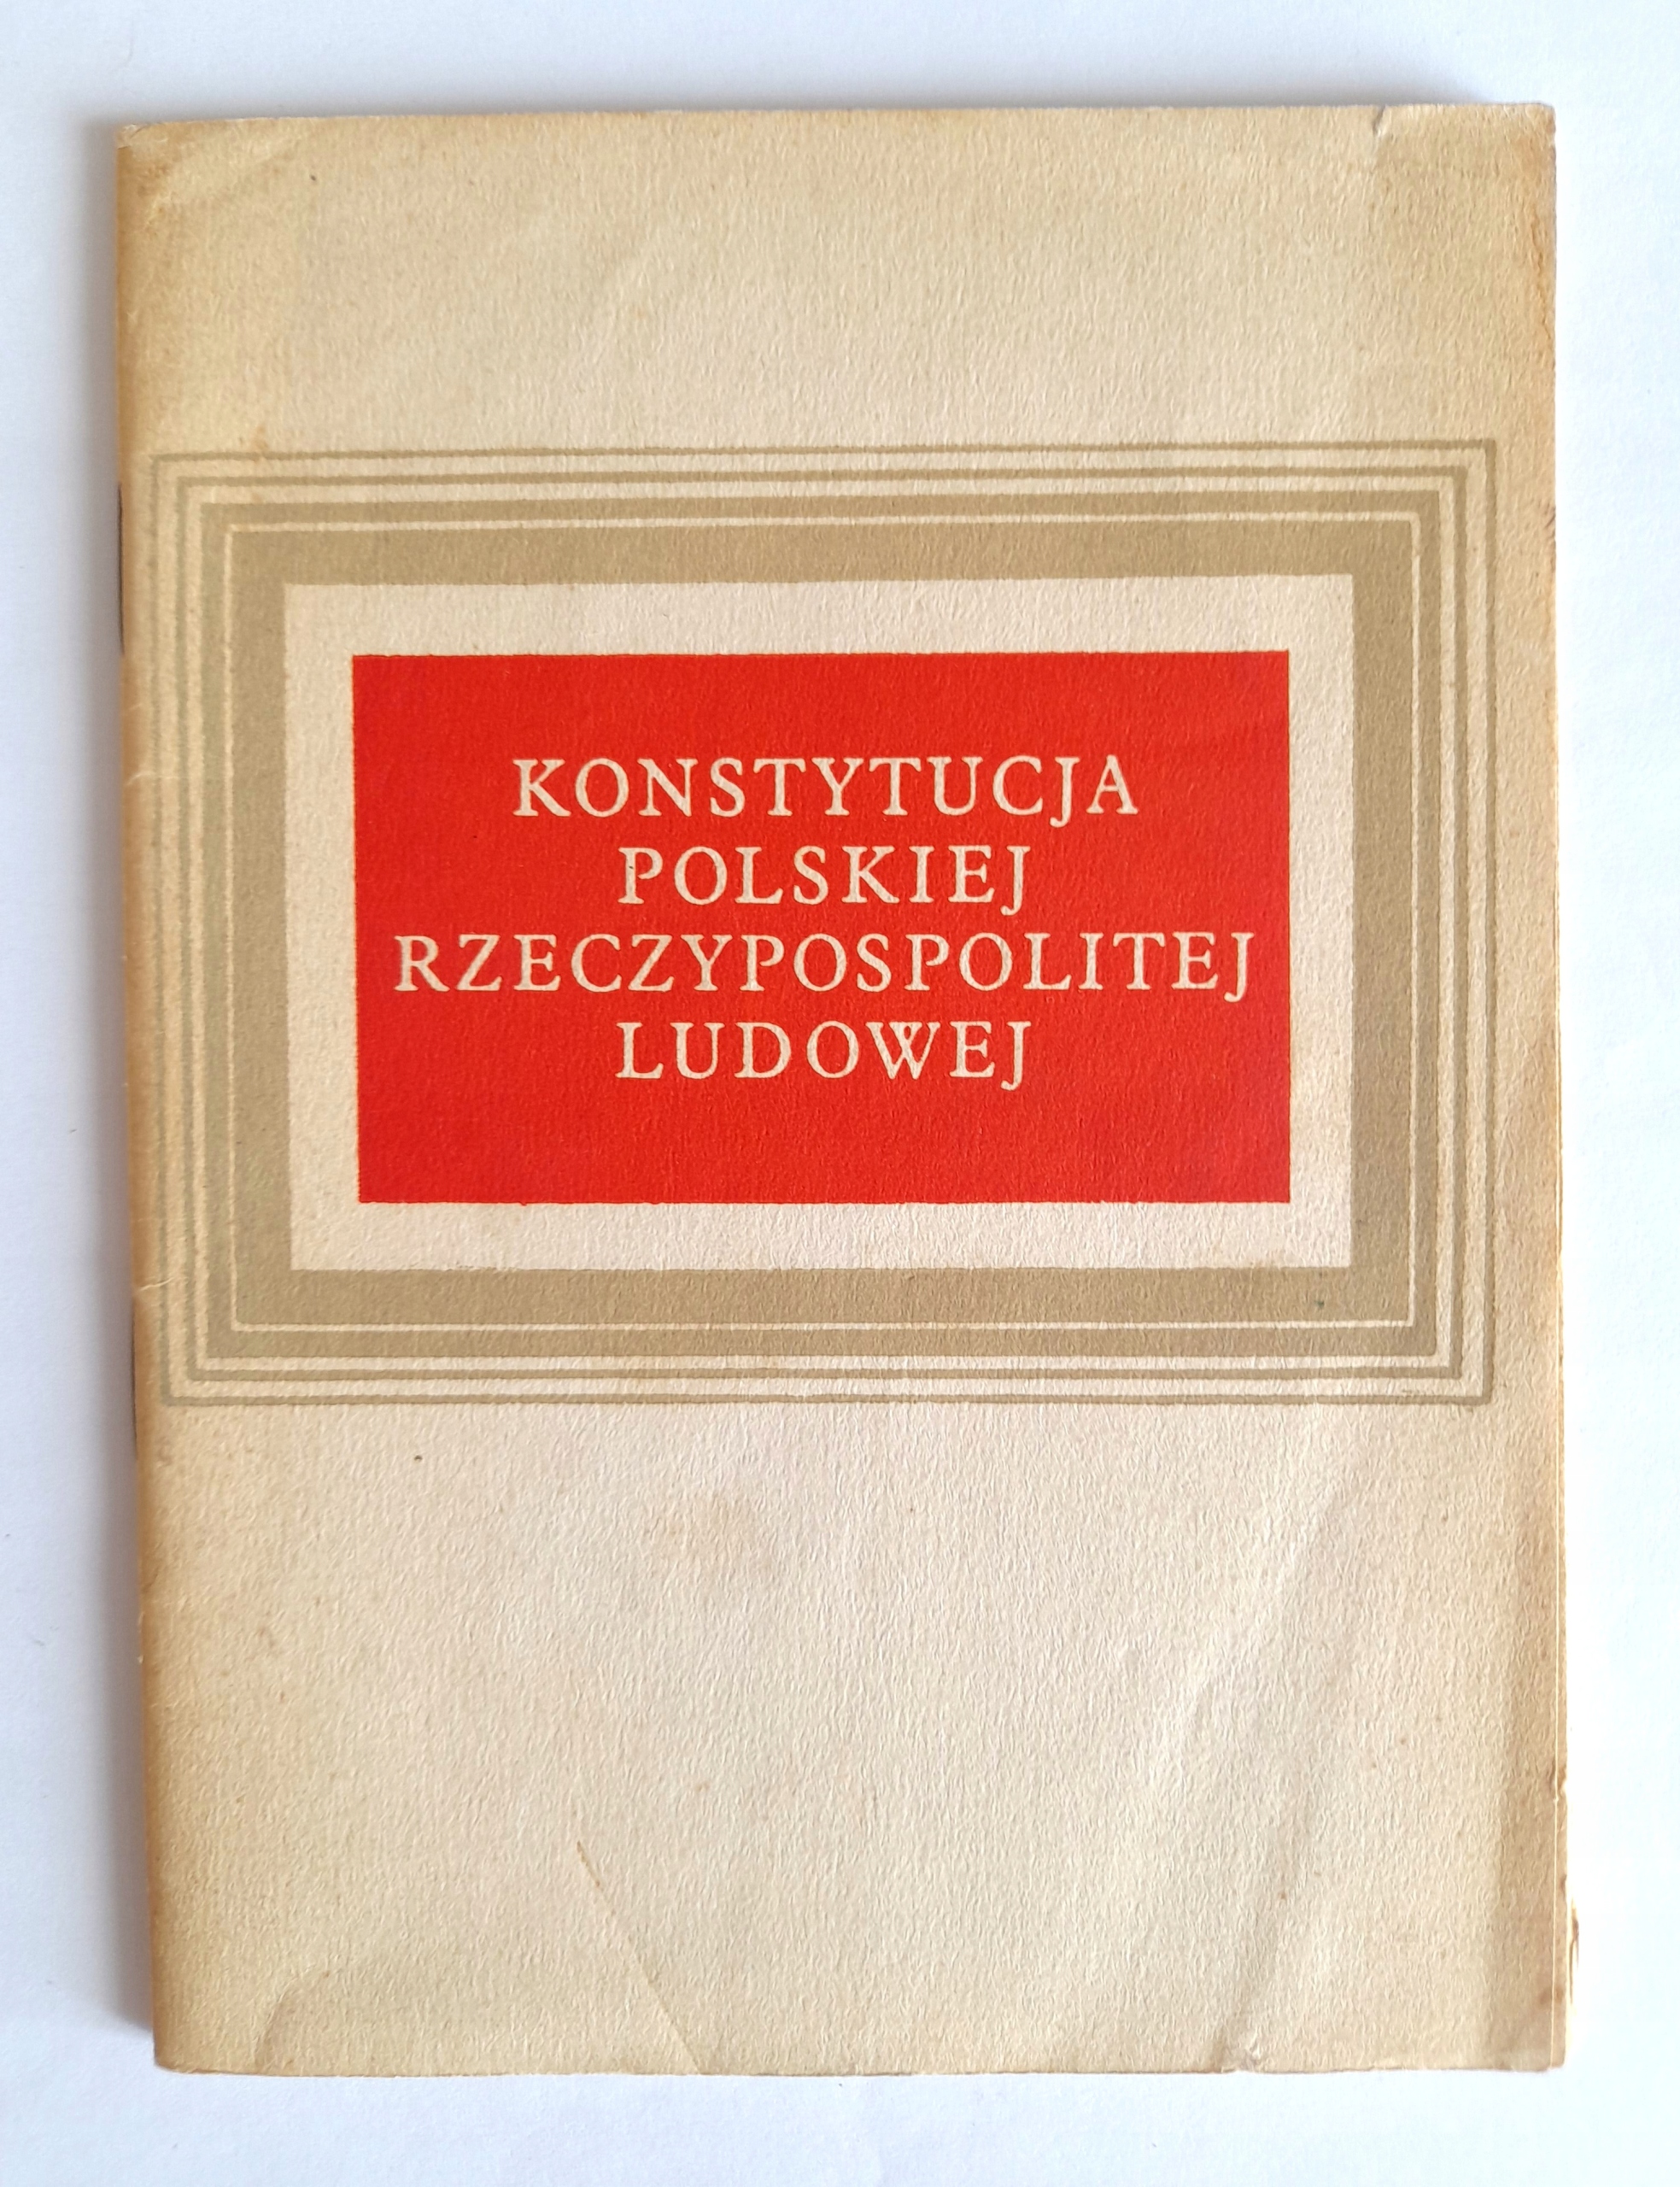 KONSTYTUCJA
POLSKIEJ
RZECZYPOSPOLITEJ
LUDOWEJ